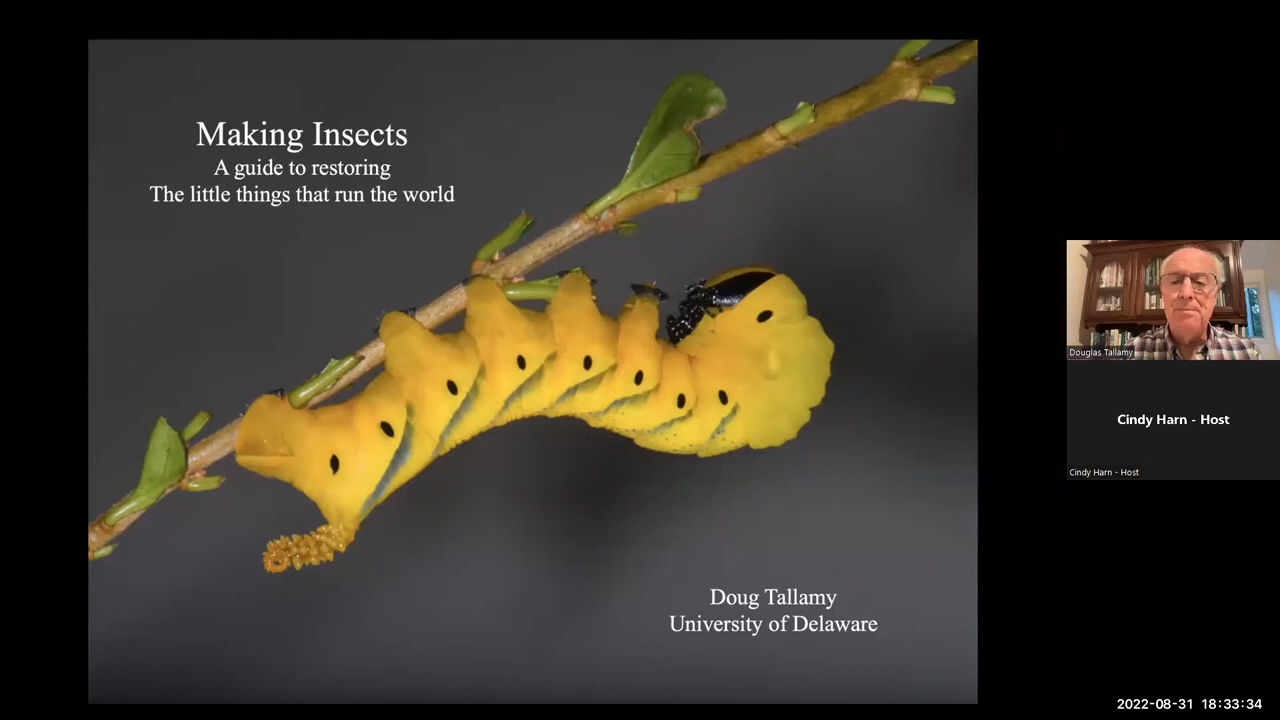 Making Insects
A guide to restoring
The little things that run the world
Doug Tallamy
University of Delaware
Douglas Tallamy
Cindy Harn - Host
Cindy Harn - Host
2022-08-31 18:33:34